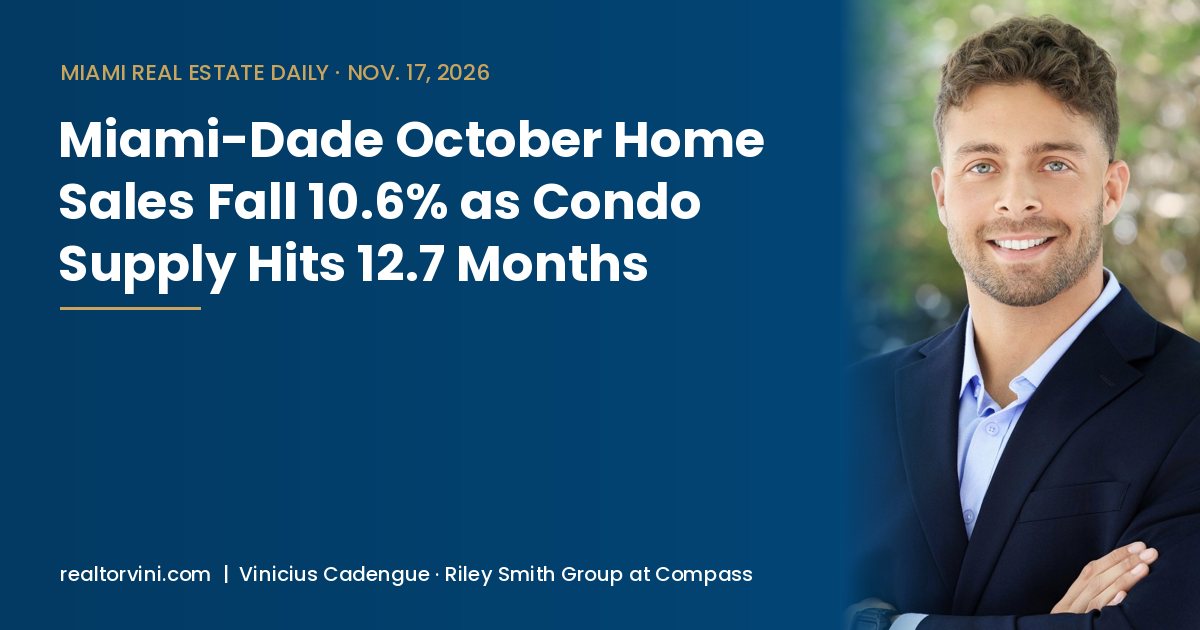 MIAMI REAL ESTATE DAILY · NOV. 17, 2026
Miami-Dade October Home
Sales Fall 10.6% as Condo
Supply Hits 12.7 Months
realtorvini.com | Vinicius Cadengue · Riley Smith Group at Compass